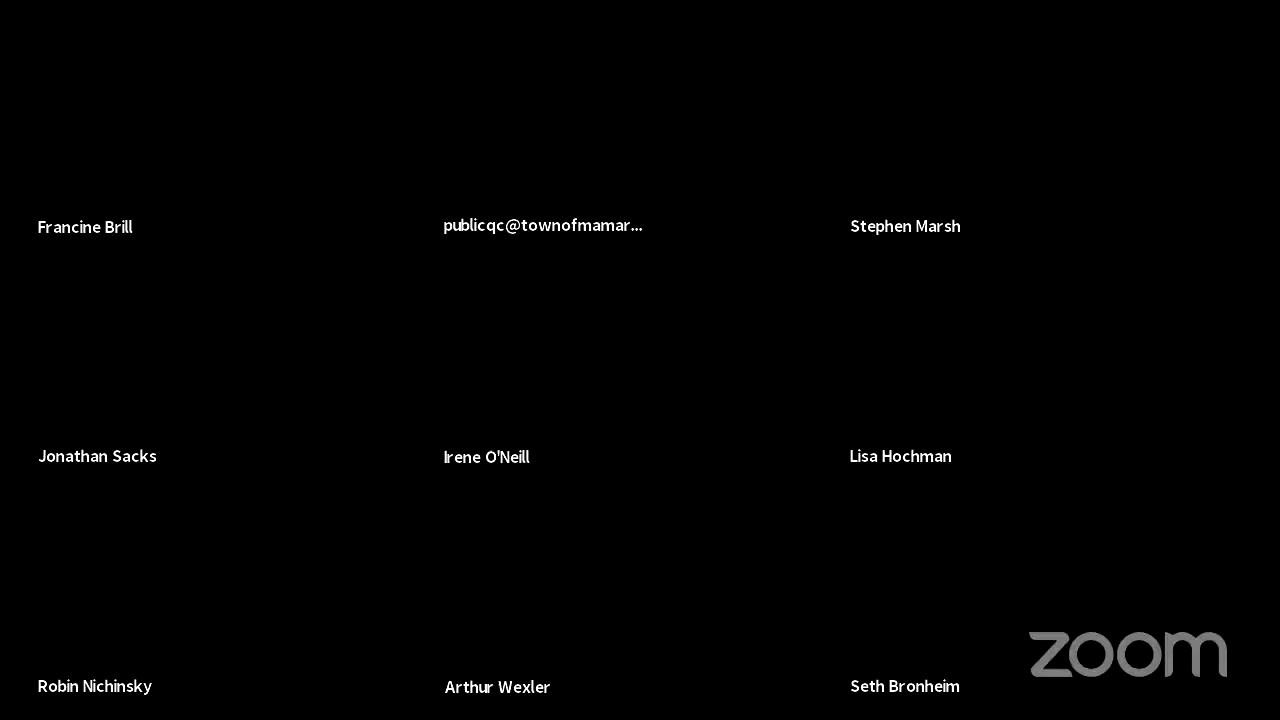 Francine Brill
publicqc@townofmamar...
Stephen Marsh
Jonathan Sacks
Irene O'Neill
Lisa Hochman
Robin Nichinsky
Arthur Wexler
Seth Bronheim
zoom